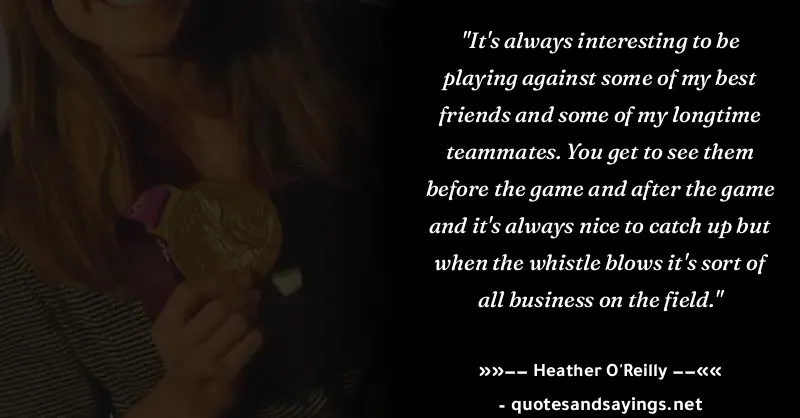 "It's always interesting to be
playing against some of my best
friends and some of my longtime
teammates. You get to see them
before the game and after the game
and it's always nice to catch up but
when the whistle blows it's sort of
all business on the field."
»»―― Heather O'Reilly ――««
- quotesandsayings.net